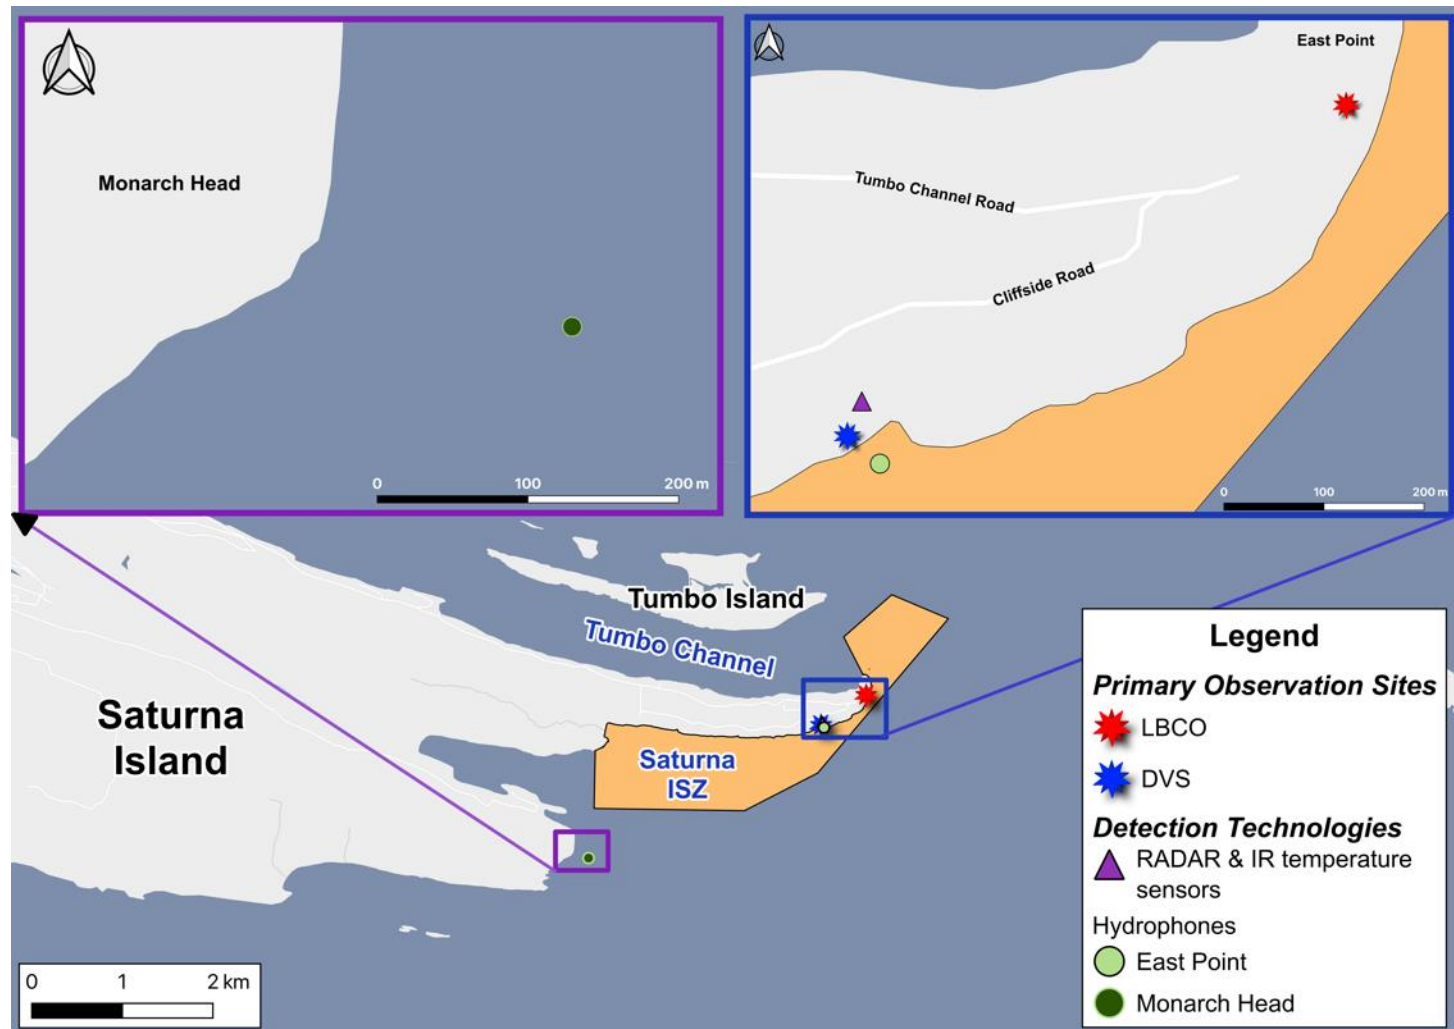 Monarch Head
0 100 200 m
East Point
Tumbo Channel Road
Cliffside Road
0 100 200 m
Tumbo Island
Tumbo Channel
Saturna
Island
Saturna
ISZ
0 1 2 km
Legend
Primary Observation Sites
LBCO
DVS
Detection Technologies
RADAR & IR temperature
sensors
Hydrophones
East Point
Monarch Head